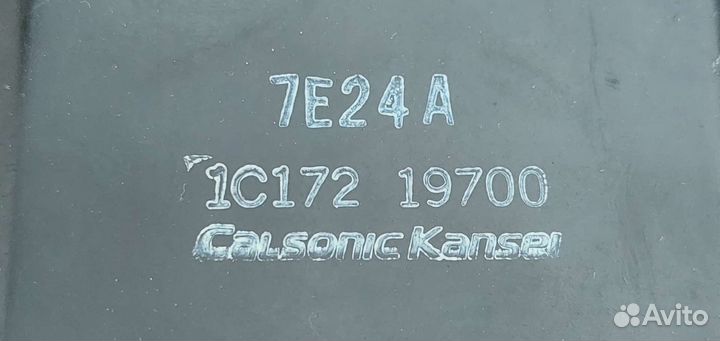 7E24A
1C172 19700
Calsonic Kansei
Avito